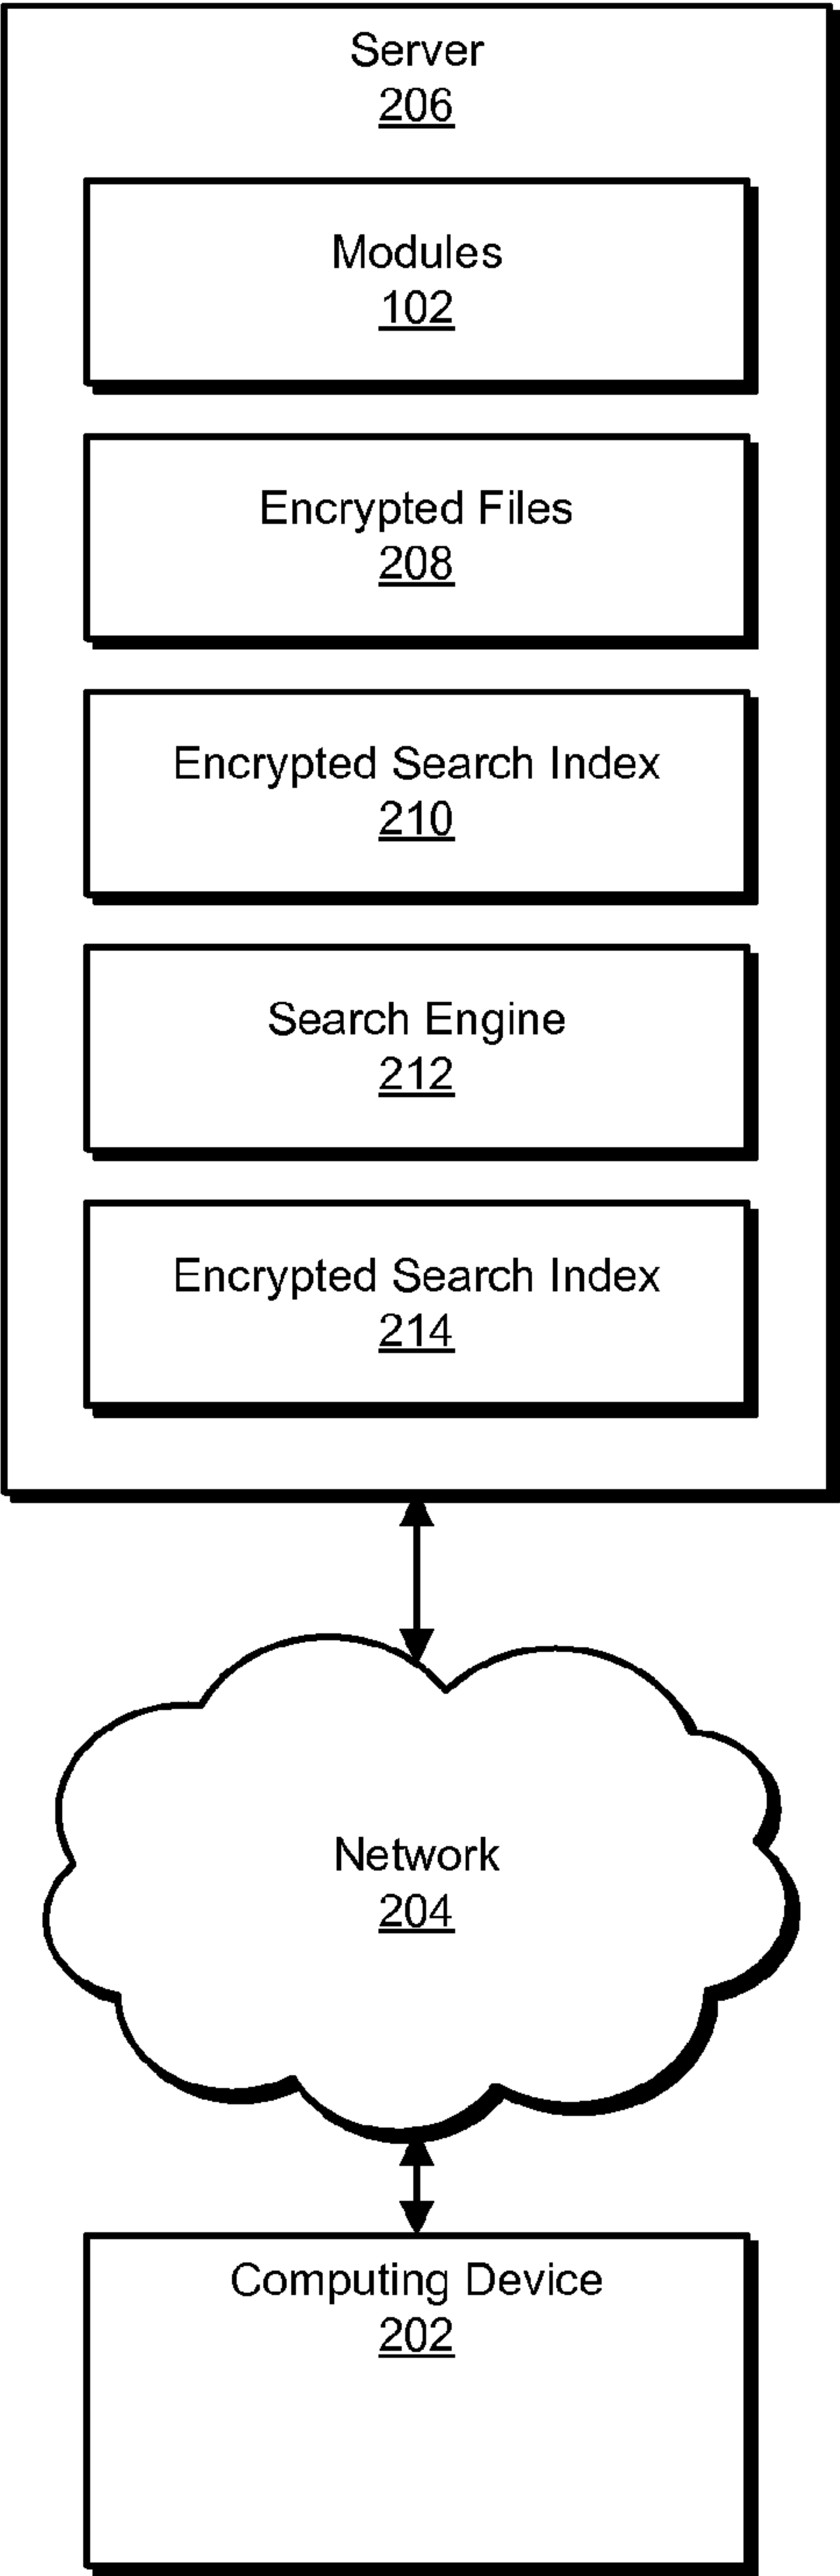 Server
206
Modules
102
Encrypted Files
208
Encrypted Search Index
210
Search Engine
212
Encrypted Search Index
214
Network
204
Computing Device
202